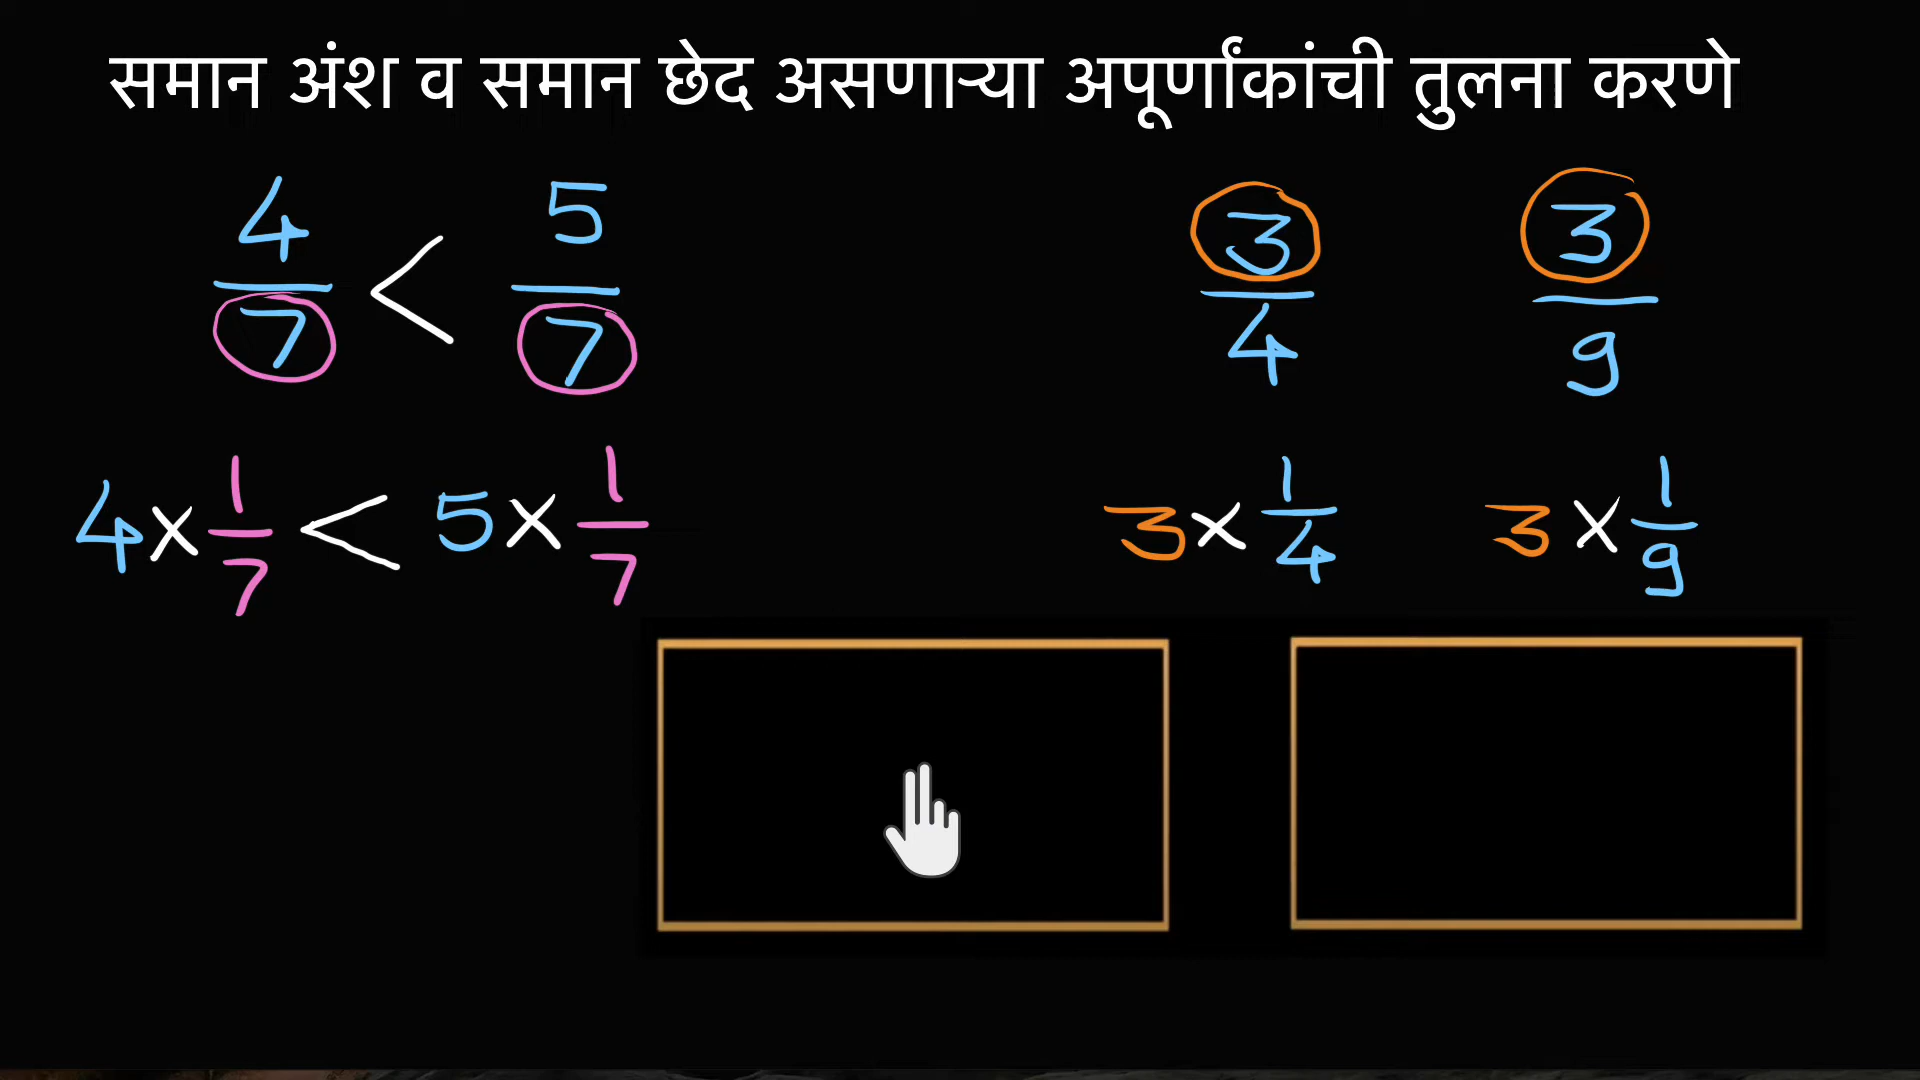 समान अंश व समान छेद असणाऱ्या अपूर्णांकांची तुलना करणे
4/7 < 5/7
3/4 3/9
4 × 1/7 < 5 × 1/7
3 × 1/4 3 × 1/9